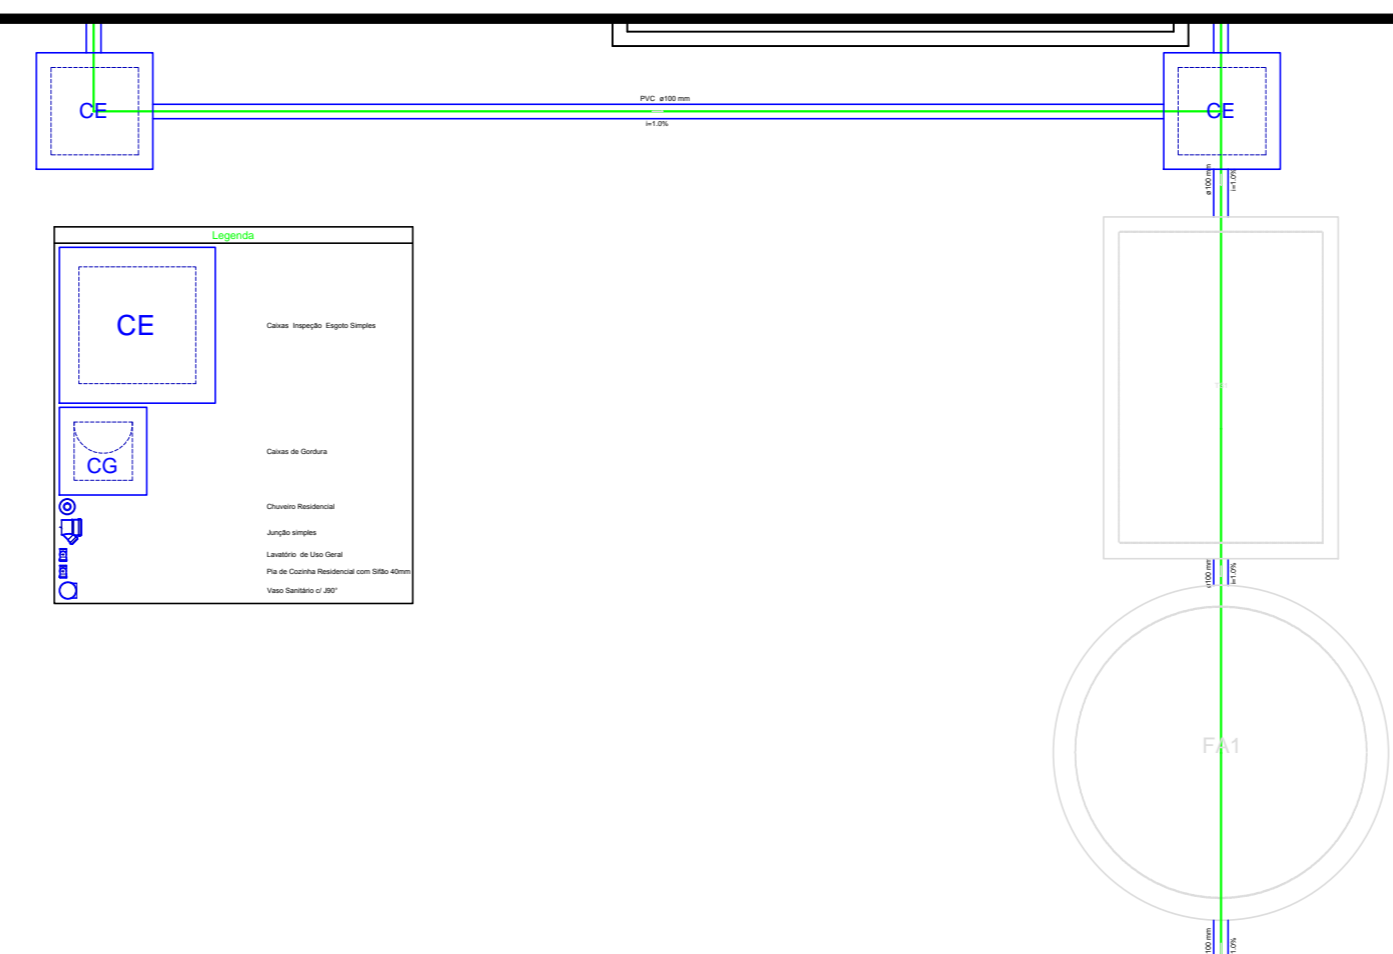 PVC ø100 mm
CE
CE
i=1.0%
ø100 mm
i=1.0%
Legenda
CE
Caixas Inspeção Esgoto Simples
CG
Caixas de Gordura
Chuveiro Residencial
Junção simples
Lavatório de Uso Geral
Pia de Cozinha Residencial com Sifão 40mm
Vaso Sanitário c/ J90°
ø100 mm
i=1.0%
FA1
100 mm
1.0%